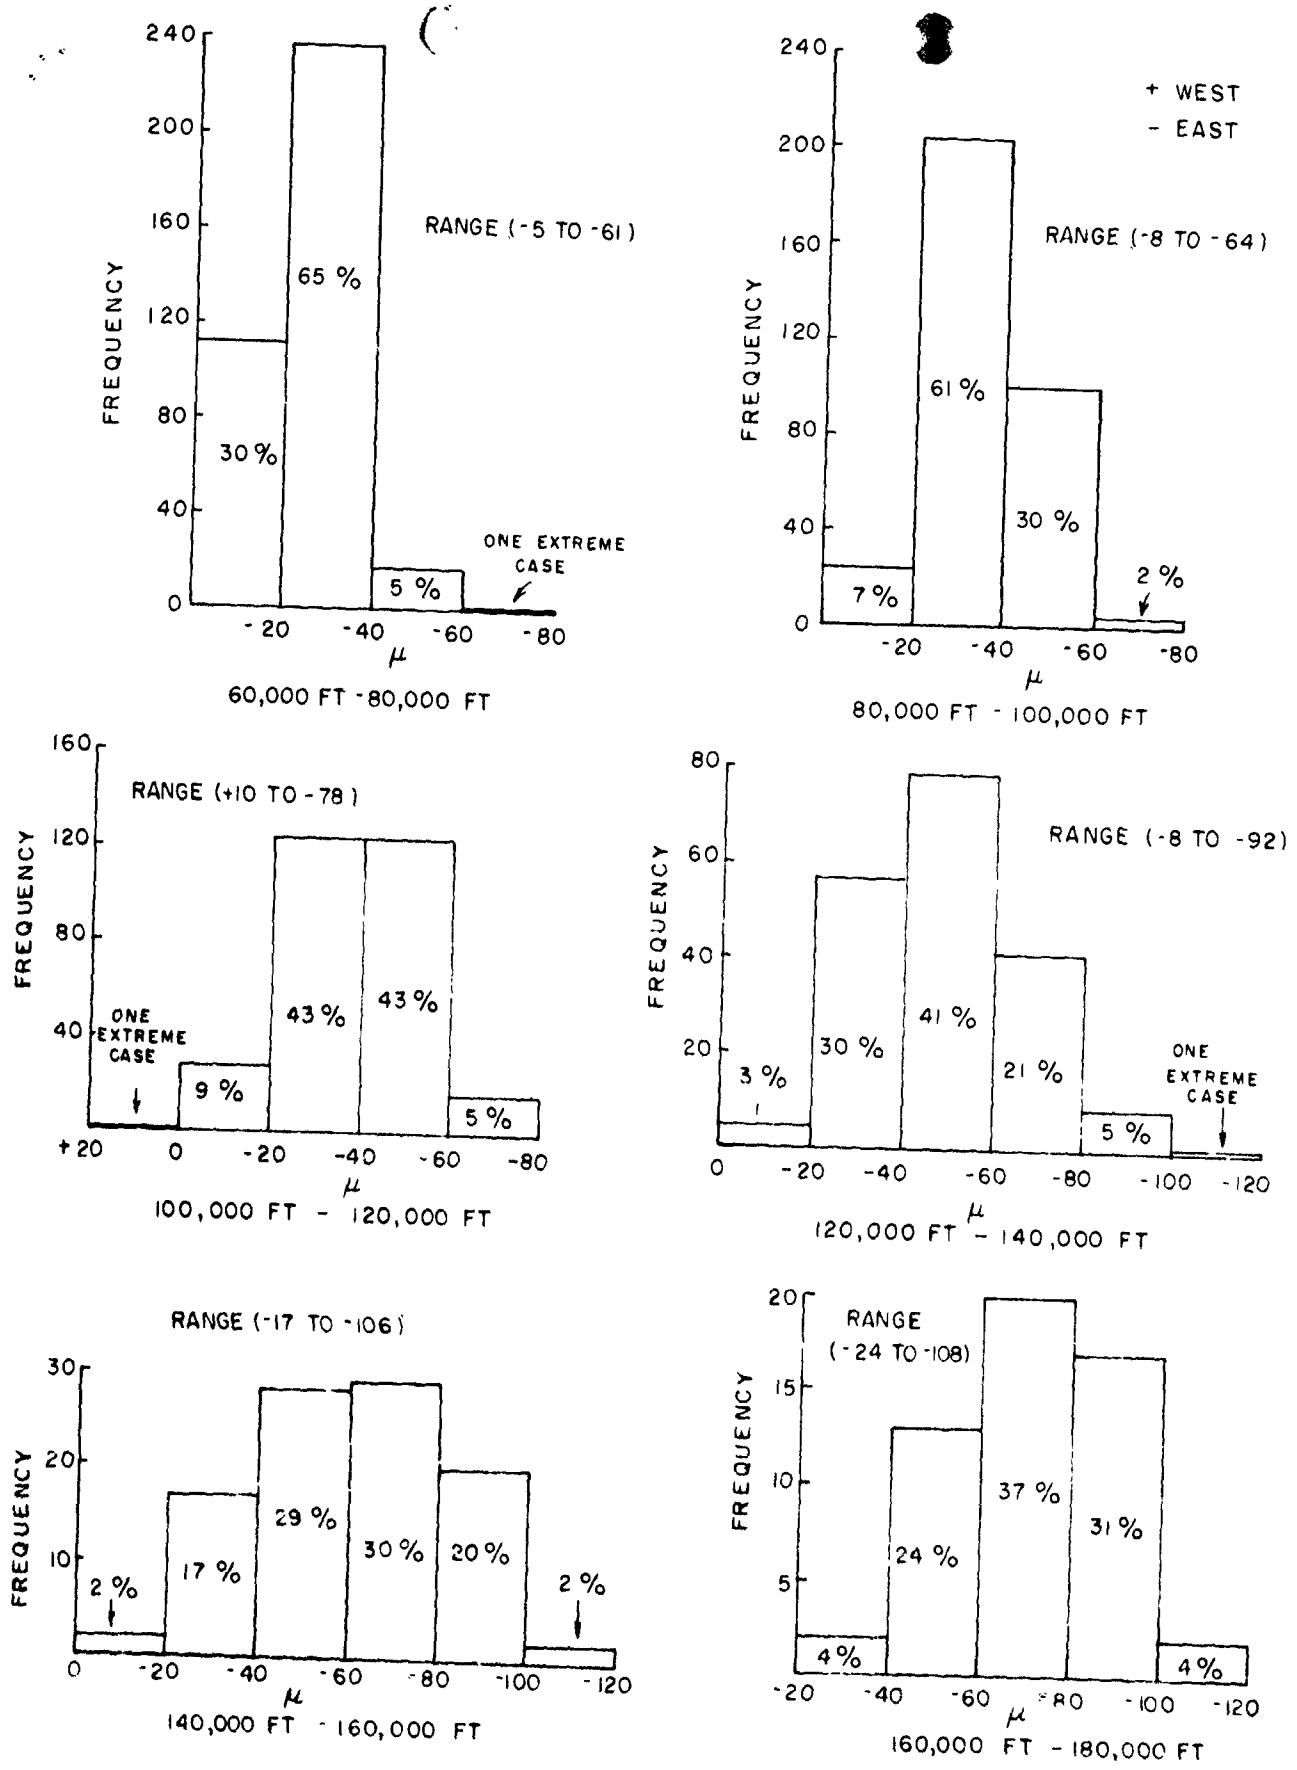 240
200
160
120
80
40
0
FREQUENCY
RANGE (-5 TO -61)
65 %
30 %
5 %
ONE EXTREME
CASE
-20 -40 -60 -80
μ
60,000 FT - 80,000 FT
240
200
160
120
80
40
0
FREQUENCY
+ WEST
- EAST
RANGE (-8 TO -64)
61 %
30 %
7 %
2 %
-20 -40 -60 -80
μ
80,000 FT - 100,000 FT
160
120
80
40
FREQUENCY
RANGE (+10 TO -78)
ONE
EXTREME
CASE
9 %
43 %
43 %
5 %
+20 0 -20 -40 -60 -80
μ
100,000 FT - 120,000 FT
80
60
40
20
FREQUENCY
RANGE (-8 TO -92)
3 %
30 %
41 %
21 %
5 %
ONE
EXTREME
CASE
0 -20 -40 -60 -80 -100 -120
μ
120,000 FT - 140,000 FT
RANGE (-17 TO -106)
30
20
10
FREQUENCY
2 %
17 %
29 %
30 %
20 %
2 %
0 -20 -40 -60 -80 -100 -120
μ
140,000 FT - 160,000 FT
20
15
10
5
FREQUENCY
RANGE
(-24 TO -108)
4 %
24 %
37 %
31 %
4 %
-20 -40 -60 -80 -100 -120
μ
160,000 FT - 180,000 FT